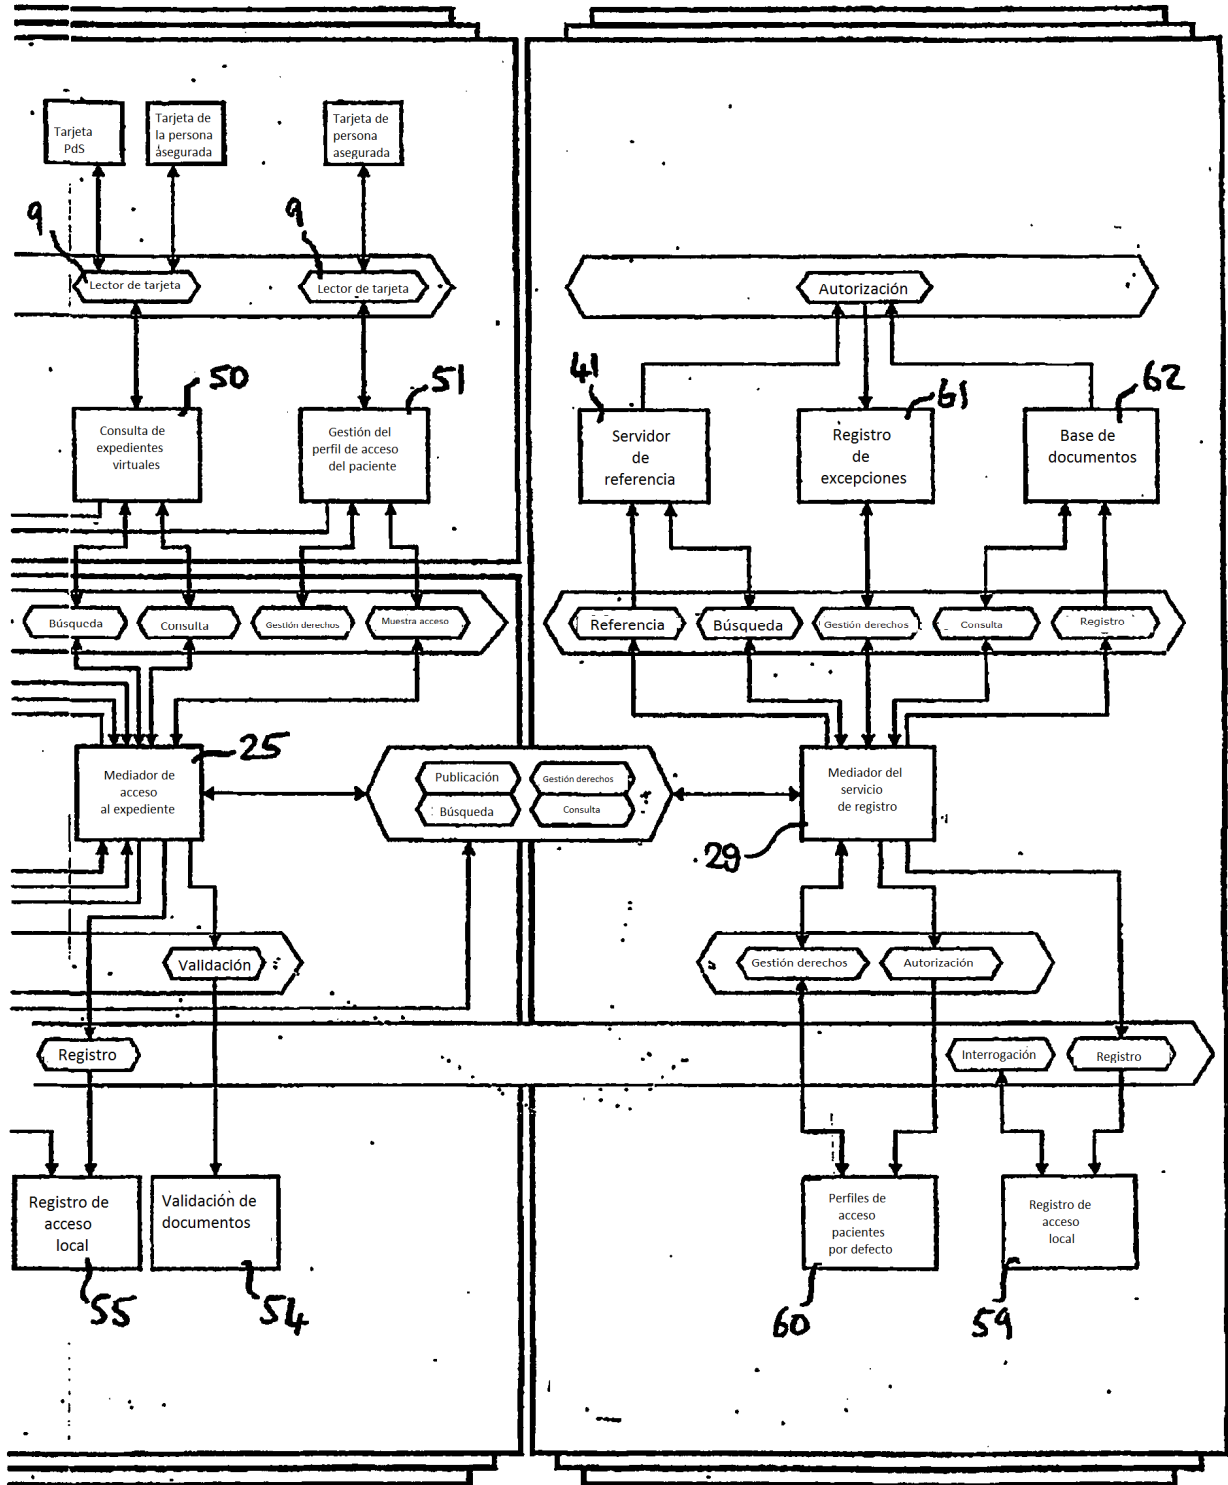 Tarjeta
PdS
Tarjeta de
la persona
asegurada
Tarjeta de
persona
asegurada
9
9
Lector de tarjeta
Lector de tarjeta
Autorización
50
51
41
61
62
Consulta de
expedientes
virtuales
Gestión del
perfil de acceso
del paciente
Servidor
de
referencia
Registro
de
excepciones
Base de
documentos
Búsqueda
Consulta
Gestión derechos
Muestra acceso
Referencia
Búsqueda
Gestión derechos
Consulta
Registro
25
Mediador de
acceso
al expediente
Publicación
Gestión derechos
Búsqueda
Consulta
Mediador del
servicio
de registro
29
Validación
Gestión derechos
Autorización
Registro
Interrogación
Registro
Registro de
acceso
local
Validación de
documentos
Perfiles de
acceso
pacientes
por defecto
Registro de
acceso
local
55
54
60
59